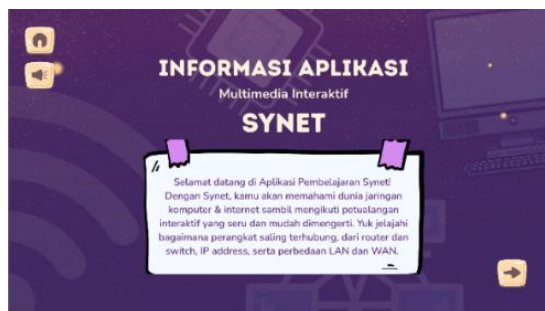 INFORMASI APLIKASI
Multimedia Interaktif
SYNET
Selamat datang di Aplikasi Pembelajaran Synet!
Dengan Synet, kamu akan memahami dunia jaringan
komputer & internet sambil mengikuti petualangan
interaktif yang seru dan mudah dimengerti. Yuk jelajahi
bagaimana perangkat saling terhubung, dari router dan
switch, IP address, serta perbedaan LAN dan WAN.